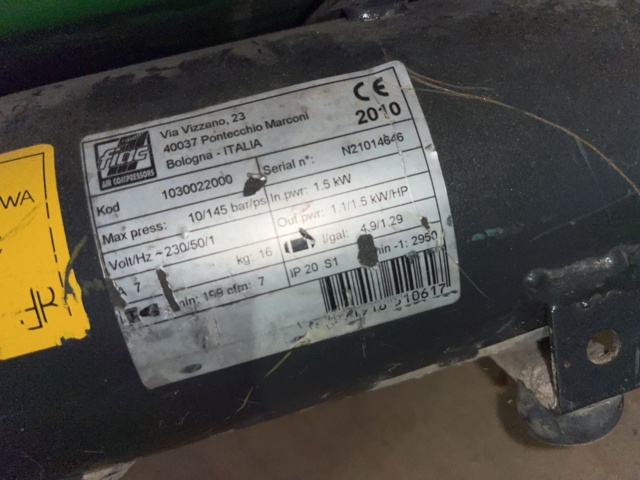 fiac
AIR COMPRESSORS
Via Vizzano, 23
40037 Pontecchio Marconi
Bologna - ITALIA
CE
2010
Kod 1030022000 Serial n°: N21014646
Max press: 10/145 bar/ps In pwr: 1.5 kW
Volt/Hz ~ 230/50/1 Out pwr: 1.1/1.5 kW/HP
A 7 kg: 16 l/gal: 4.9/1.29
min: 199 cfm: 7 IP 20 S1 min -1: 2950
310617
WA